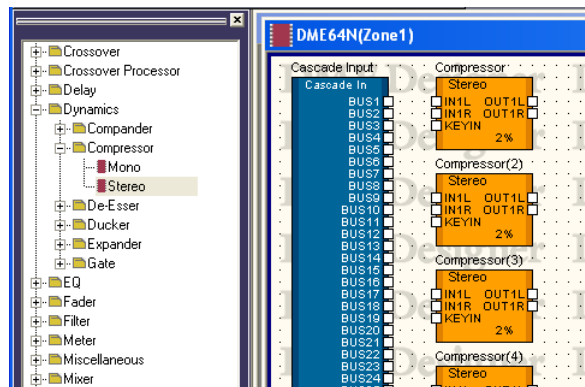 Crossover
Crossover Processor
Delay
Dynamics
Compander
Compressor
Mono
Stereo
De-Esser
Ducker
Expander
Gate
EQ
Fader
Filter
Meter
Miscellaneous
Mixer
DME64N(Zone1)
Cascade Input
Cascade In
BUS1
BUS2
BUS3
BUS4
BUS5
BUS6
BUS7
BUS8
BUS9
BUS10
BUS11
BUS12
BUS13
BUS14
BUS15
BUS16
BUS17
BUS18
BUS19
BUS20
BUS21
BUS22
BUS23
BUS24
Compressor
Stereo
IN1L OUT1L
IN1R OUT1R
KEYIN
2%
Compressor(2)
Stereo
IN1L OUT1L
IN1R OUT1R
KEYIN
2%
Compressor(3)
Stereo
IN1L OUT1L
IN1R OUT1R
KEYIN
2%
Compressor(4)
Stereo